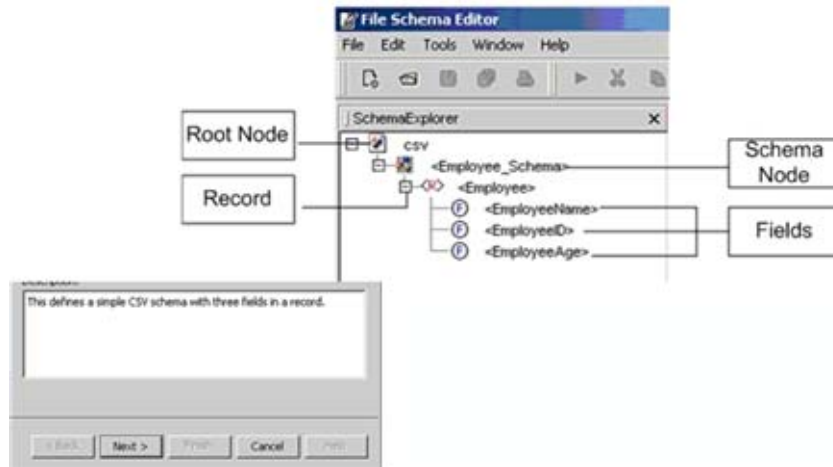 File Schema Editor
File Edit Tools Window Help
SchemaExplorer
Root Node
csv
<Employee_Schema>
Schema
Node
Record
<Employee>
<EmployeeName>
<EmployeeID>
Fields
<EmployeeAge>
This defines a simple CSV schema with three fields in a record.
< Back Next > Finish Cancel Help